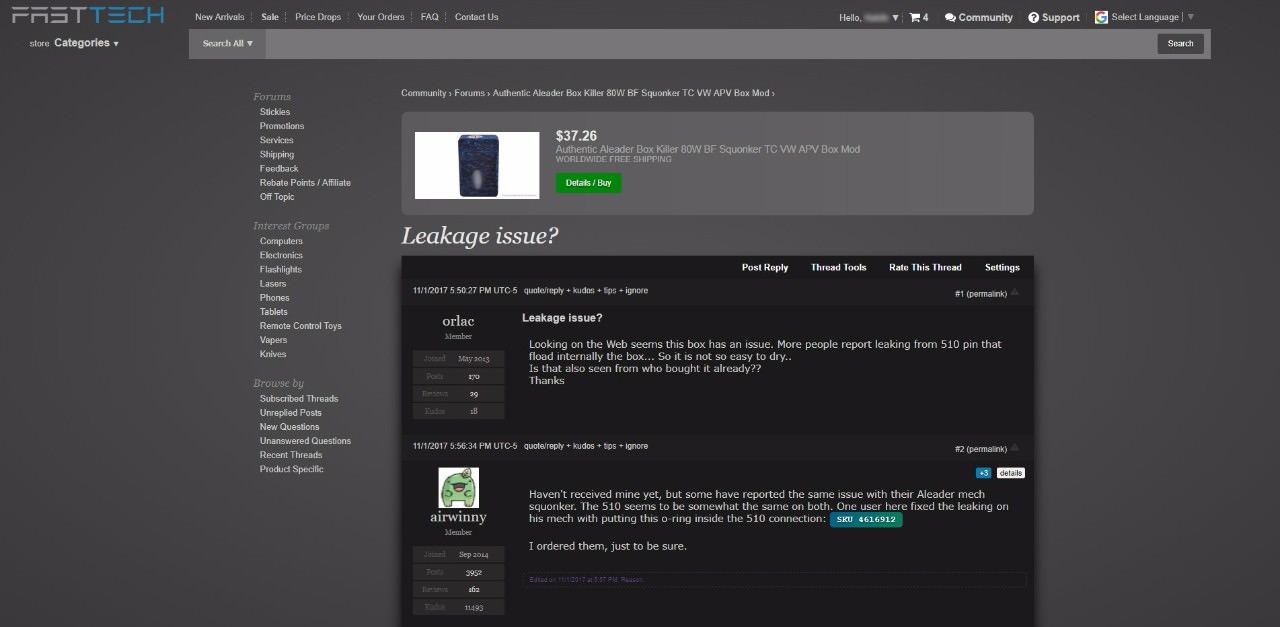 FASTTECH
New Arrivals Sale Price Drops Your Orders FAQ Contact Us
Hello, ▼ 4 Community Support Select Language ▼
store Categories ▾
Search All ▼
Search
Forums
Stickies
Promotions
Services
Shipping
Feedback
Rebate Points / Affiliate
Off Topic
Interest Groups
Computers
Electronics
Flashlights
Lasers
Phones
Tablets
Remote Control Toys
Vapers
Knives
Browse by
Subscribed Threads
Unreplied Posts
New Questions
Unanswered Questions
Recent Threads
Product Specific
Community › Forums › Authentic Aleader Box Killer 80W BF Squonker TC VW APV Box Mod ›
$37.26
Authentic Aleader Box Killer 80W BF Squonker TC VW APV Box Mod
WORLDWIDE FREE SHIPPING
Details / Buy
Leakage issue?
Post Reply Thread Tools Rate This Thread Settings
11/1/2017 5:50:27 PM UTC-5 quote/reply + kudos + tips + ignore
#1 (permalink)
orlac
Member
Joined May 2013
Posts 170
Reviews 29
Kudos 18
Leakage issue?
Looking on the Web seems this box has an issue. More people report leaking from 510 pin that
fload internally the box... So it is not so easy to dry..
Is that also seen from who bought it already??
Thanks
11/1/2017 5:56:34 PM UTC-5 quote/reply + kudos + tips + ignore
#2 (permalink)
+3 details
airwinny
Member
Joined Sep 2014
Posts 3952
Reviews 162
Kudos 11493
Haven't received mine yet, but some have reported the same issue with their Aleader mech
squonker. The 510 seems to be somewhat the same on both. One user here fixed the leaking on
his mech with putting this o-ring inside the 510 connection: SKU 4616912
I ordered them, just to be sure.
Edited on 11/1/2017 at 5:57 PM. Reason: